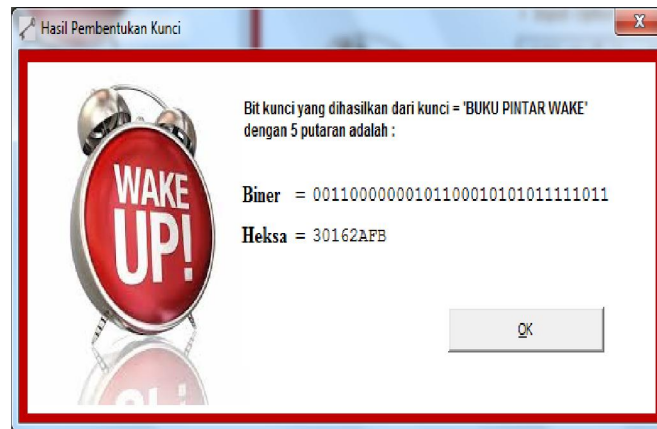 Hasil Pembentukan Kunci
X
WAKE
UP!
Bit kunci yang dihasilkan dari kunci = 'BUKU PINTAR WAKE'
dengan 5 putaran adalah :
Biner = 00110000000101100010101011111011
Heksa = 30162AFB
OK